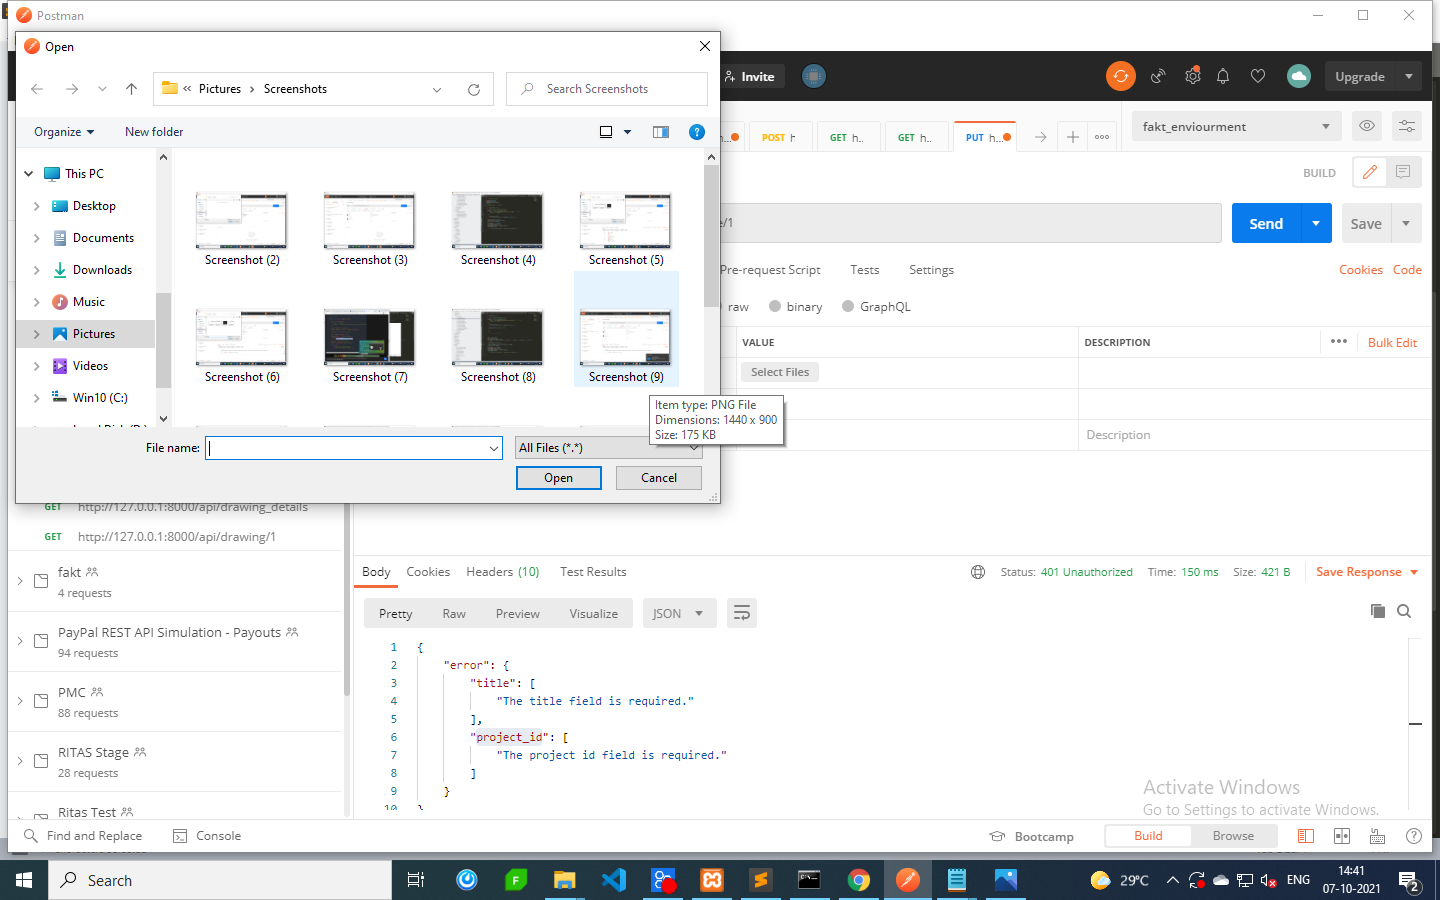 Postman
Open
Pictures
Screenshots
Search Screenshots
Organize
New folder
This PC
Desktop
Documents
Downloads
Music
Pictures
Videos
Win10 (C:)
Screenshot (2)
Screenshot (3)
Screenshot (4)
Screenshot (5)
Screenshot (6)
Screenshot (7)
Screenshot (8)
Screenshot (9)
Item type: PNG File
Dimensions: 1440 x 900
Size: 175 KB
File name:
All Files (*.*)
Open
Cancel
Invite
Upgrade
POST
GET h..
GET h..
PUT h...
fakt_enviourment
BUILD
/1
Send
Save
Pre-request Script
Tests
Settings
Cookies
Code
raw
binary
GraphQL
VALUE
DESCRIPTION
Bulk Edit
Select Files
Description
GET http://127.0.0.1:8000/api/drawing_details
GET http://127.0.0.1:8000/api/drawing/1
fakt
4 requests
PayPal REST API Simulation - Payouts
94 requests
PMC
88 requests
RITAS Stage
28 requests
Ritas Test
Body
Cookies
Headers (10)
Test Results
Status: 401 Unauthorized
Time: 150 ms
Size: 421 B
Save Response
Pretty
Raw
Preview
Visualize
JSON
1 {
2 "error": {
3 "title": [
4 "The title field is required."
5 ],
6 "project_id": [
7 "The project id field is required."
8 ]
9 }
10 }
Activate Windows
Go to Settings to activate Windows.
Find and Replace
Console
Bootcamp
Build
Browse
Search
29°C
ENG
14:41
07-10-2021
2